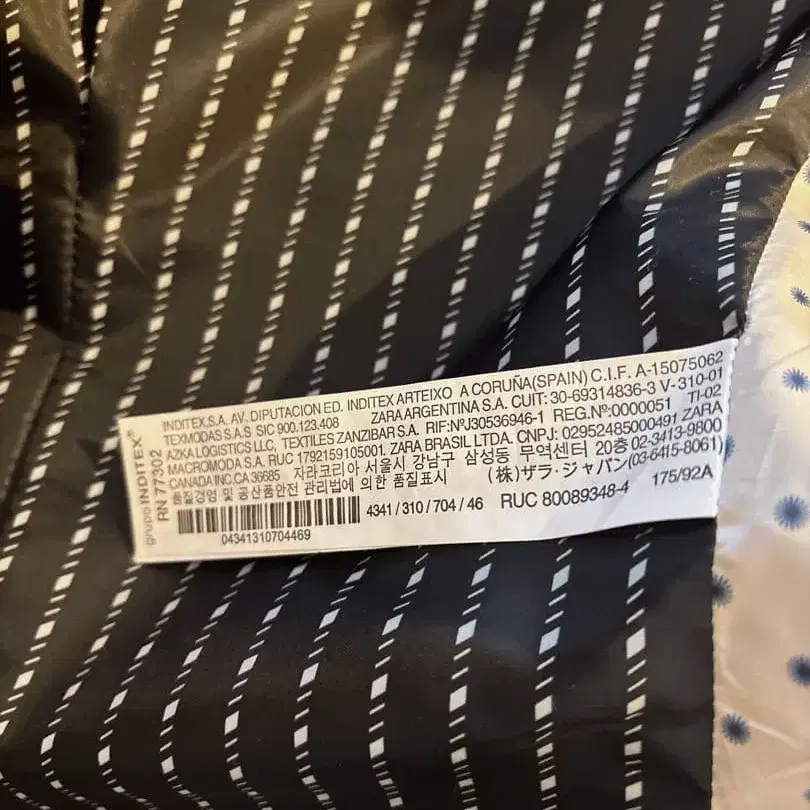 grupo INDITEX®
RN 77302
INDITEX,S.A. AV. DIPUTACION ED. INDITEX ARTEIXO A CORUÑA(SPAIN) C.I.F. A-15075062
TEXMODAS S.A.S SIC 900.123.408 ZARA ARGENTINA S.A. CUIT: 30-69314836-3 V-310-01
AZKA LOGISTICS LLC, TEXTILES ZANZIBAR S.A. RIF:NºJ30536946-1 REG.Nº:0000051 TI-02
MACROMODA S.A. RUC 1792159105001. ZARA BRASIL LTDA. CNPJ: 02952485000491 ZARA
CANADA INC.CA 36685 자라코리아 서울시 강남구 삼성동 무역센터 20층 02-3413-9800
품질경영 및 공산품안전 관리법에 의한 품질표시 (株)ザラ・ジャパン(03-6415-8061)
4341 / 310 / 704 / 46 RUC 80089348-4 175/92A
04341310704469